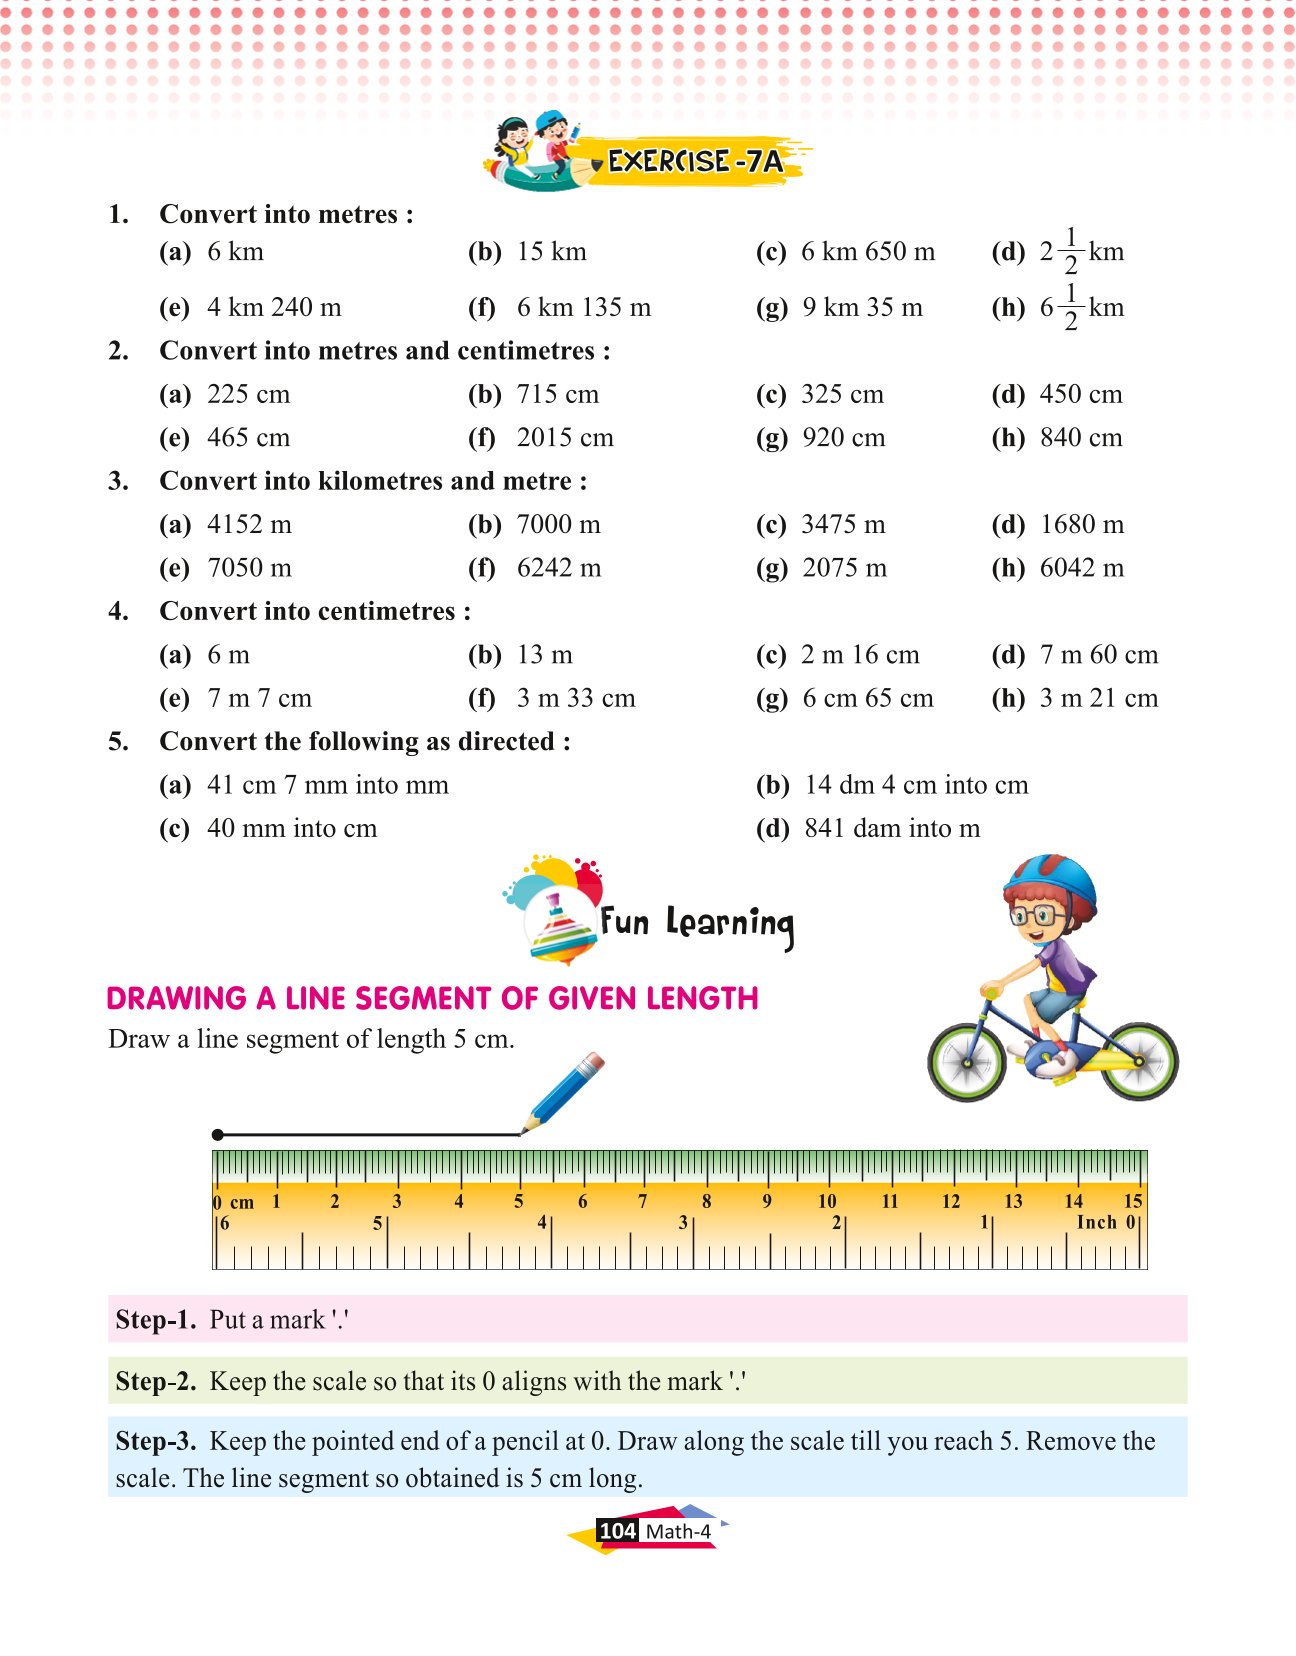 EXERCISE -7A
1. Convert into metres :
(a) 6 km (b) 15 km (c) 6 km 650 m (d) 2 1/2 km
(e) 4 km 240 m (f) 6 km 135 m (g) 9 km 35 m (h) 6 1/2 km
2. Convert into metres and centimetres :
(a) 225 cm (b) 715 cm (c) 325 cm (d) 450 cm
(e) 465 cm (f) 2015 cm (g) 920 cm (h) 840 cm
3. Convert into kilometres and metre :
(a) 4152 m (b) 7000 m (c) 3475 m (d) 1680 m
(e) 7050 m (f) 6242 m (g) 2075 m (h) 6042 m
4. Convert into centimetres :
(a) 6 m (b) 13 m (c) 2 m 16 cm (d) 7 m 60 cm
(e) 7 m 7 cm (f) 3 m 33 cm (g) 6 cm 65 cm (h) 3 m 21 cm
5. Convert the following as directed :
(a) 41 cm 7 mm into mm (b) 14 dm 4 cm into cm
(c) 40 mm into cm (d) 841 dam into m
Fun Learning
DRAWING A LINE SEGMENT OF GIVEN LENGTH
Draw a line segment of length 5 cm.
0 cm 1 2 3 4 5 6 7 8 9 10 11 12 13 14 15
6 5 4 3 2 1 Inch 0
Step-1. Put a mark '.'
Step-2. Keep the scale so that its 0 aligns with the mark '.'
Step-3. Keep the pointed end of a pencil at 0. Draw along the scale till you reach 5. Remove the
scale. The line segment so obtained is 5 cm long.
104 Math-4